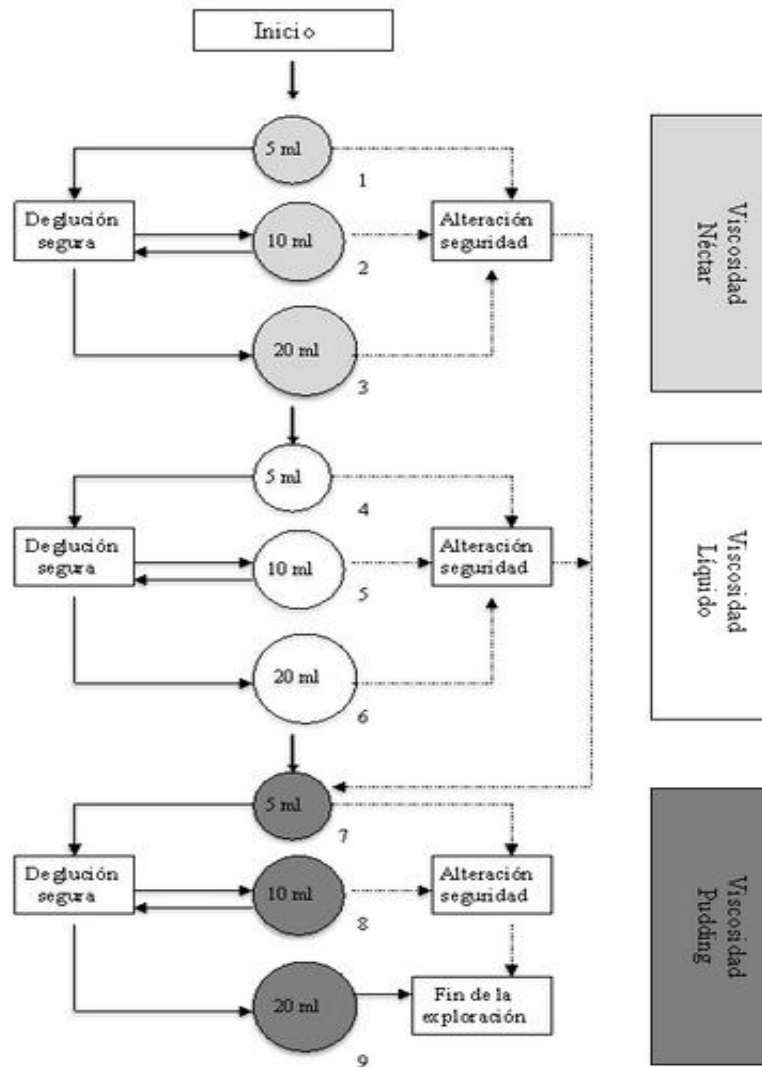 Inicio
5 ml
1
Deglución
segura
10 ml
2
Alteración
seguridad
20 ml
3
Viscosidad
Néctar
5 ml
4
Deglución
segura
10 ml
5
Alteración
seguridad
20 ml
6
Viscosidad
Líquido
5 ml
7
Deglución
segura
10 ml
8
Alteración
seguridad
20 ml
9
Fin de la
exploración
Viscosidad
Pudding